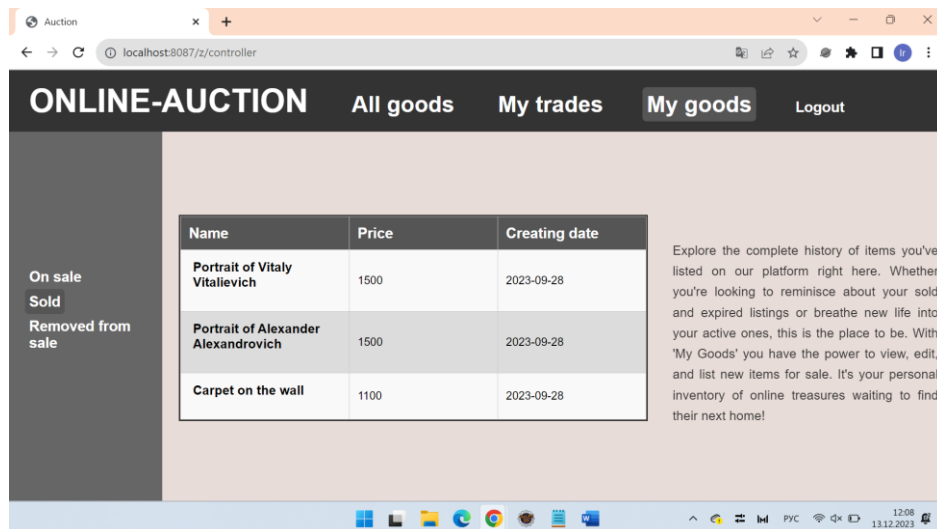 Auction
localhost:8087/z/controller
Ir
ONLINE-AUCTION
All goods
My trades
My goods
Logout
On sale
Sold
Removed from
sale
Name Price Creating date
Portrait of Vitaly
Vitalievich
1500
2023-09-28
Portrait of Alexander
Alexandrovich
1500
2023-09-28
Carpet on the wall
1100
2023-09-28
Explore the complete history of items you've
listed on our platform right here. Whether
you're looking to reminisce about your sold
and expired listings or breathe new life into
your active ones, this is the place to be. With
'My Goods' you have the power to view, edit,
and list new items for sale. It's your personal
inventory of online treasures waiting to find
their next home!
РУС
12:08
13.12.2023